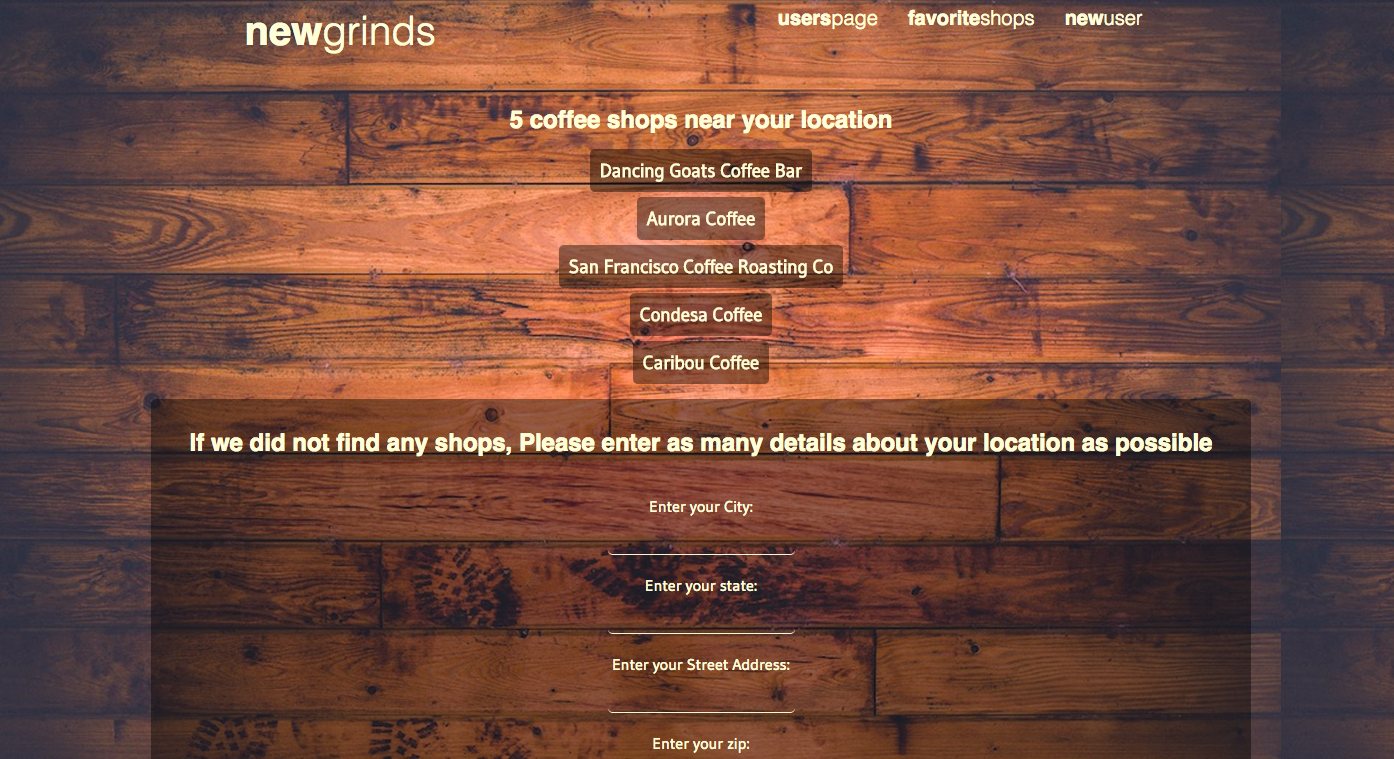 newgrinds
userspage favoriteshops newuser
5 coffee shops near your location
Dancing Goats Coffee Bar
Aurora Coffee
San Francisco Coffee Roasting Co
Condesa Coffee
Caribou Coffee
If we did not find any shops, Please enter as many details about your location as possible
Enter your City:
Enter your state:
Enter your Street Address:
Enter your zip: